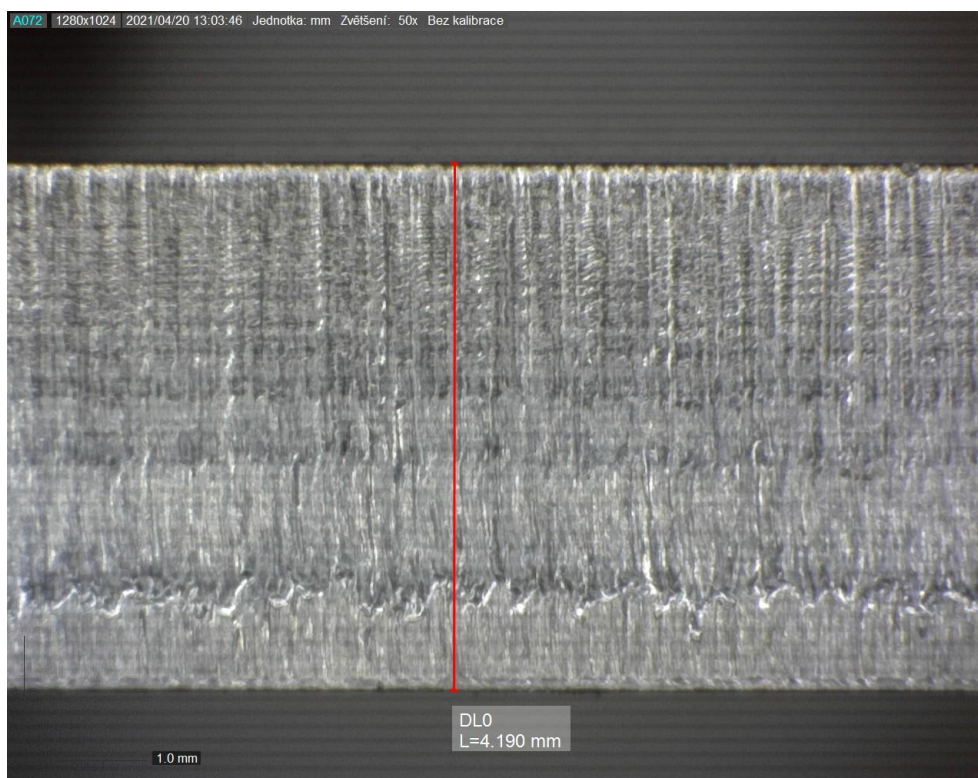 A072 1280x1024 2021/04/20 13:03:46 Jednotka: mm Zvětšení: 50x Bez kalibrace
DL0
L=4.190 mm
1.0 mm